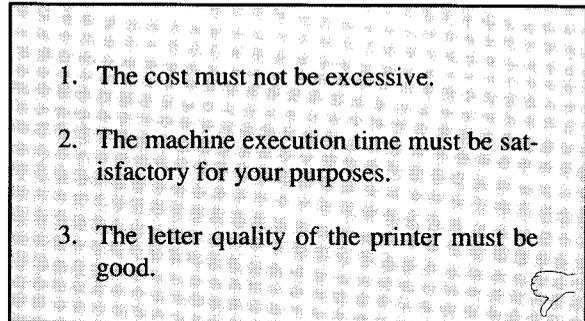 1. The cost must not be excessive.
2. The machine execution time must be sat-
isfactory for your purposes.
3. The letter quality of the printer must be
good.